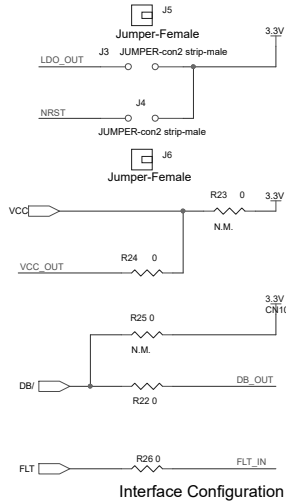 J5
Jumper-Female
3.3V
J3 JUMPER-con2 strip-male
LDO_OUT
J4
NRST
JUMPER-con2 strip-male
J6
Jumper-Female
R23 0 3.3V
VCC
N.M.
R24 0
VCC_OUT
3.3V
CN10
R25 0
N.M.
DB/ DB_OUT
R22 0
R26 0 FLT_IN
FLT
Interface Configuration